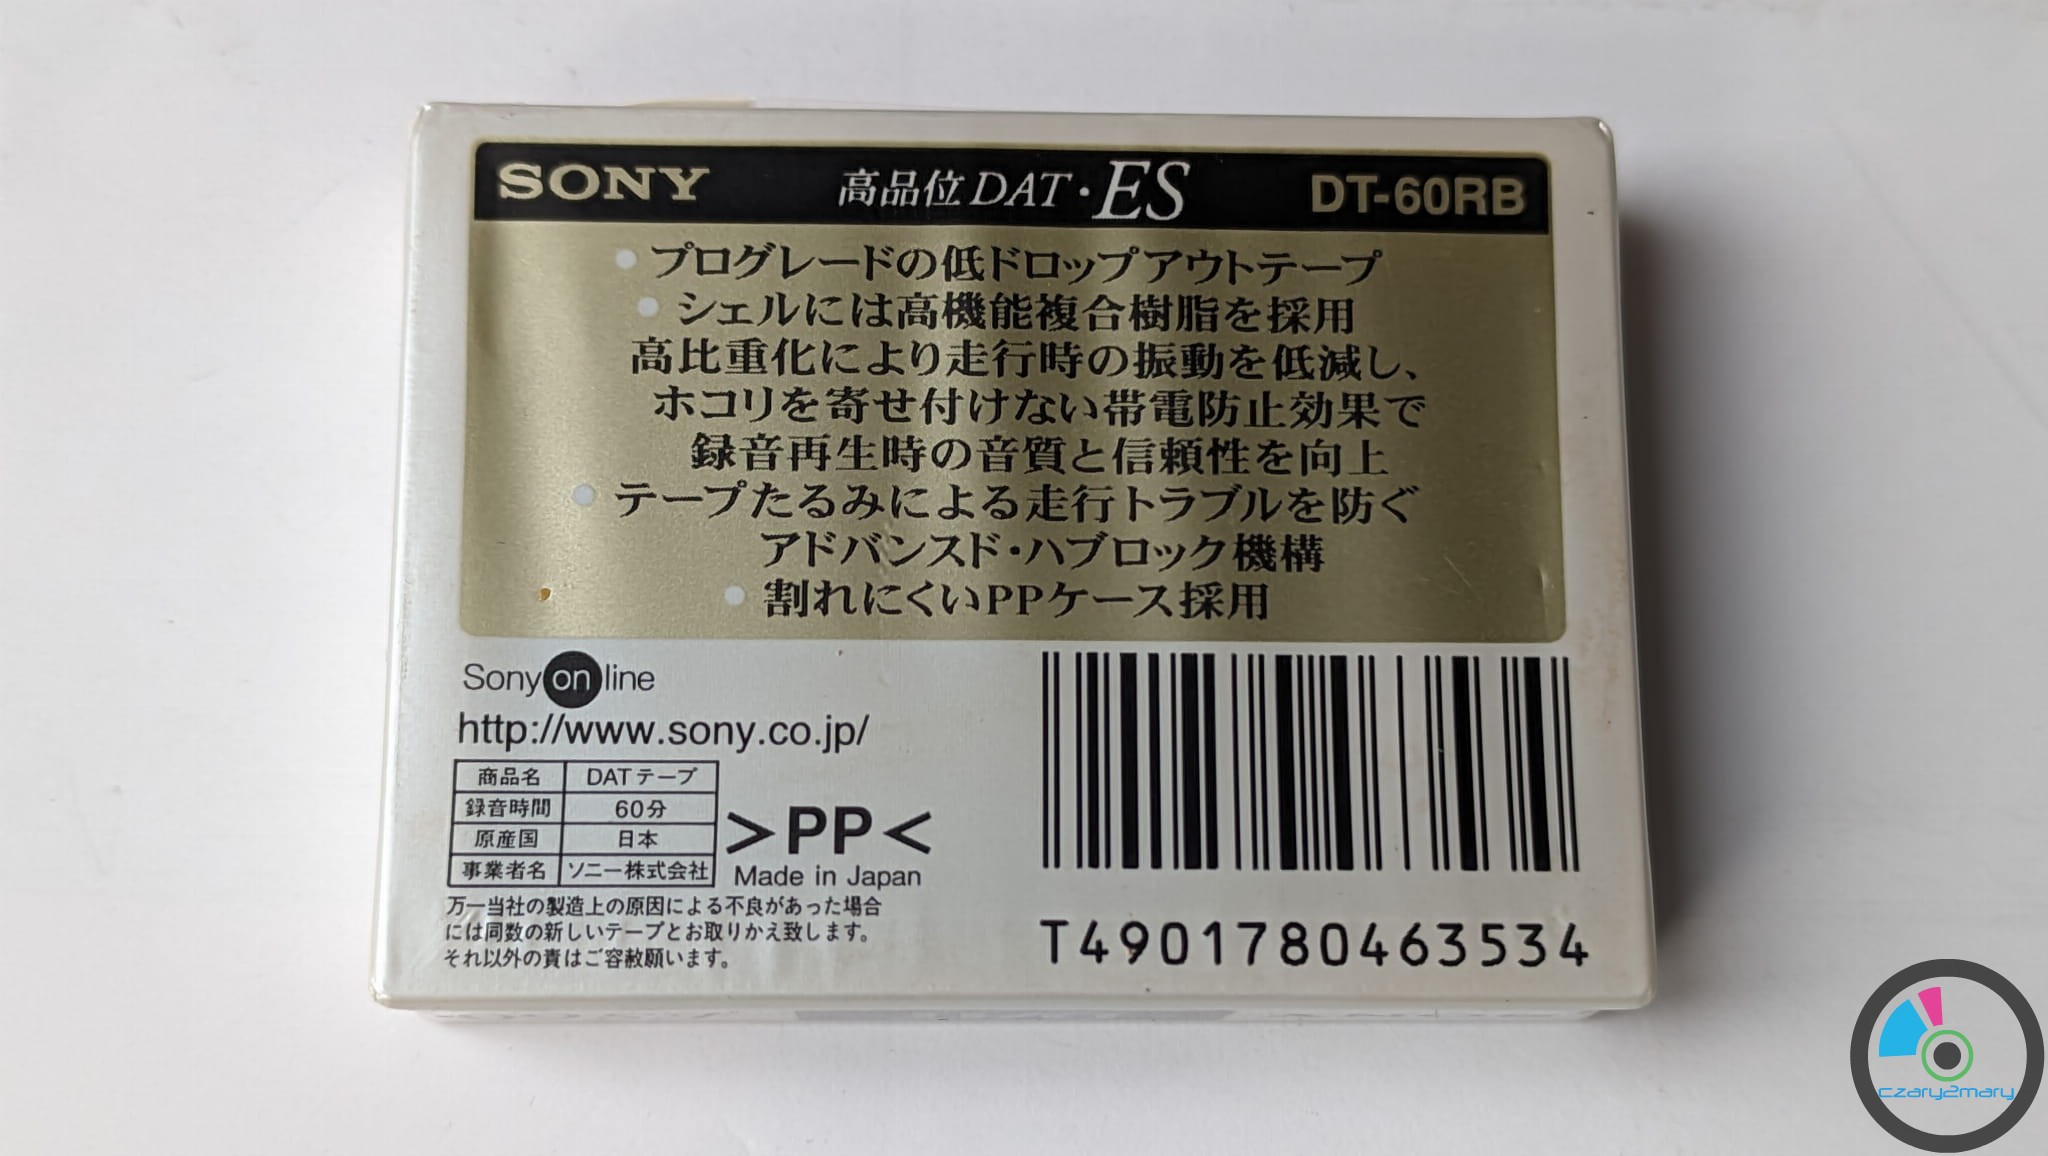 SONY 高品位DAT・ES DT-60RB
• プログレードの低ドロップアウトテープ
• シェルには高機能複合樹脂を採用
高比重化により走行時の振動を低減し、
ホコリを寄せ付けない帯電防止効果で
録音再生時の音質と信頼性を向上
• テープたるみによる走行トラブルを防ぐ
アドバンスド・ハブロック機構
• 割れにくいPPケース採用
Sony on line
http://www.sony.co.jp/
商品名 DATテープ
録音時間 60分
原産国 日本
事業者名 ソニー株式会社
>PP<
Made in Japan
万一当社の製造上の原因による不良があった場合
には同数の新しいテープとお取りかえ致します。
それ以外の責はご容赦願います。
T4901780463534
czary2mary